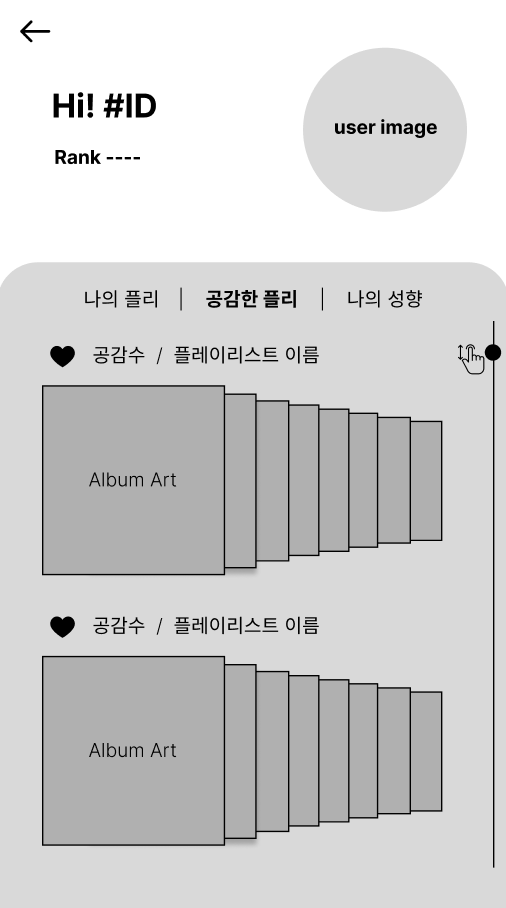 Hi! #ID
user image
Rank ----
나의 플리 | 공감한 플리 | 나의 성향
공감수 / 플레이리스트 이름
Album Art
공감수 / 플레이리스트 이름
Album Art